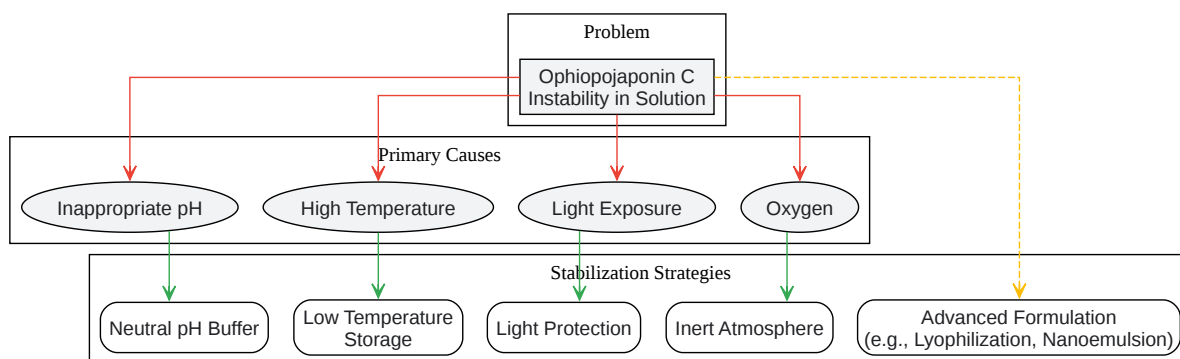 Problem
Ophiopojaponin C
Instability in Solution
Primary Causes
Inappropriate pH
High Temperature
Light Exposure
Oxygen
Stabilization Strategies
Neutral pH Buffer
Low Temperature
Storage
Light Protection
Inert Atmosphere
Advanced Formulation
(e.g., Lyophilization, Nanoemulsion)